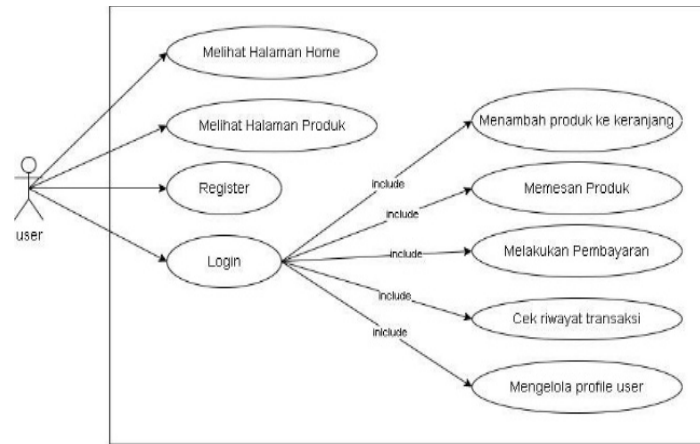 Melihat Halaman Home
Melihat Halaman Produk
Register
Login
user
include
include
include
include
inlclude
Menambah produk ke keranjang
Memesan Produk
Melakukan Pembayaran
Cek riwayat transaksi
Mengelola profile user